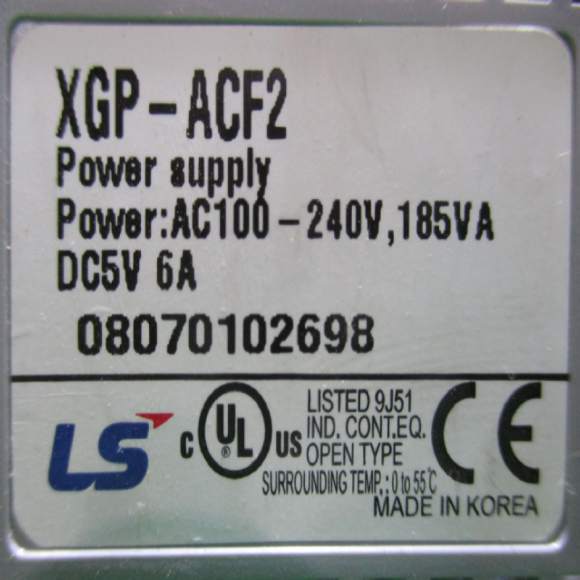 XGP-ACF2
Power supply
Power:AC100-240V,185VA
DC5V 6A
08070102698
LS
c UL US
LISTED 9J51
IND. CONT.EQ.
OPEN TYPE
SURROUNDING TEMP,: 0 to 55℃
CE
MADE IN KOREA